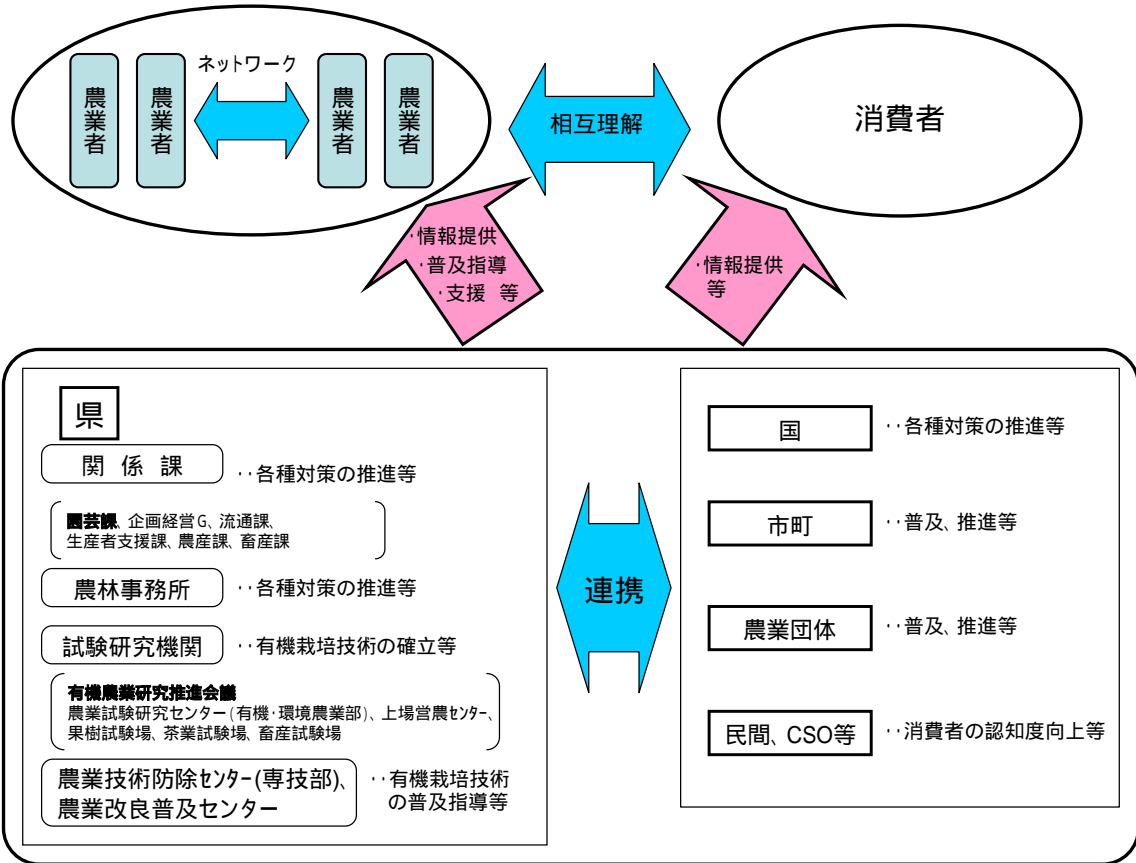 ネットワーク
農業者
農業者
農業者
農業者
相互理解
消費者
·情報提供
·普及指導
·支援 等
·情報提供
等
県
関 係 課
‥各種対策の推進等
園芸課、企画経営G、流通課、
生産者支援課、農産課、畜産課
農林事務所
‥各種対策の推進等
試験研究機関
‥有機栽培技術の確立等
有機農業研究推進会議
農業試験研究センター(有機·環境農業部)、上場営農ｾﾝﾀｰ、
果樹試験場、茶業試験場、畜産試験場
農業技術防除ｾﾝﾀｰ(専技部)、
農業改良普及センター
‥有機栽培技術
の普及指導等
連携
国
‥各種対策の推進等
市町
‥普及、推進等
農業団体
‥普及、推進等
民間、CSO等
‥消費者の認知度向上等